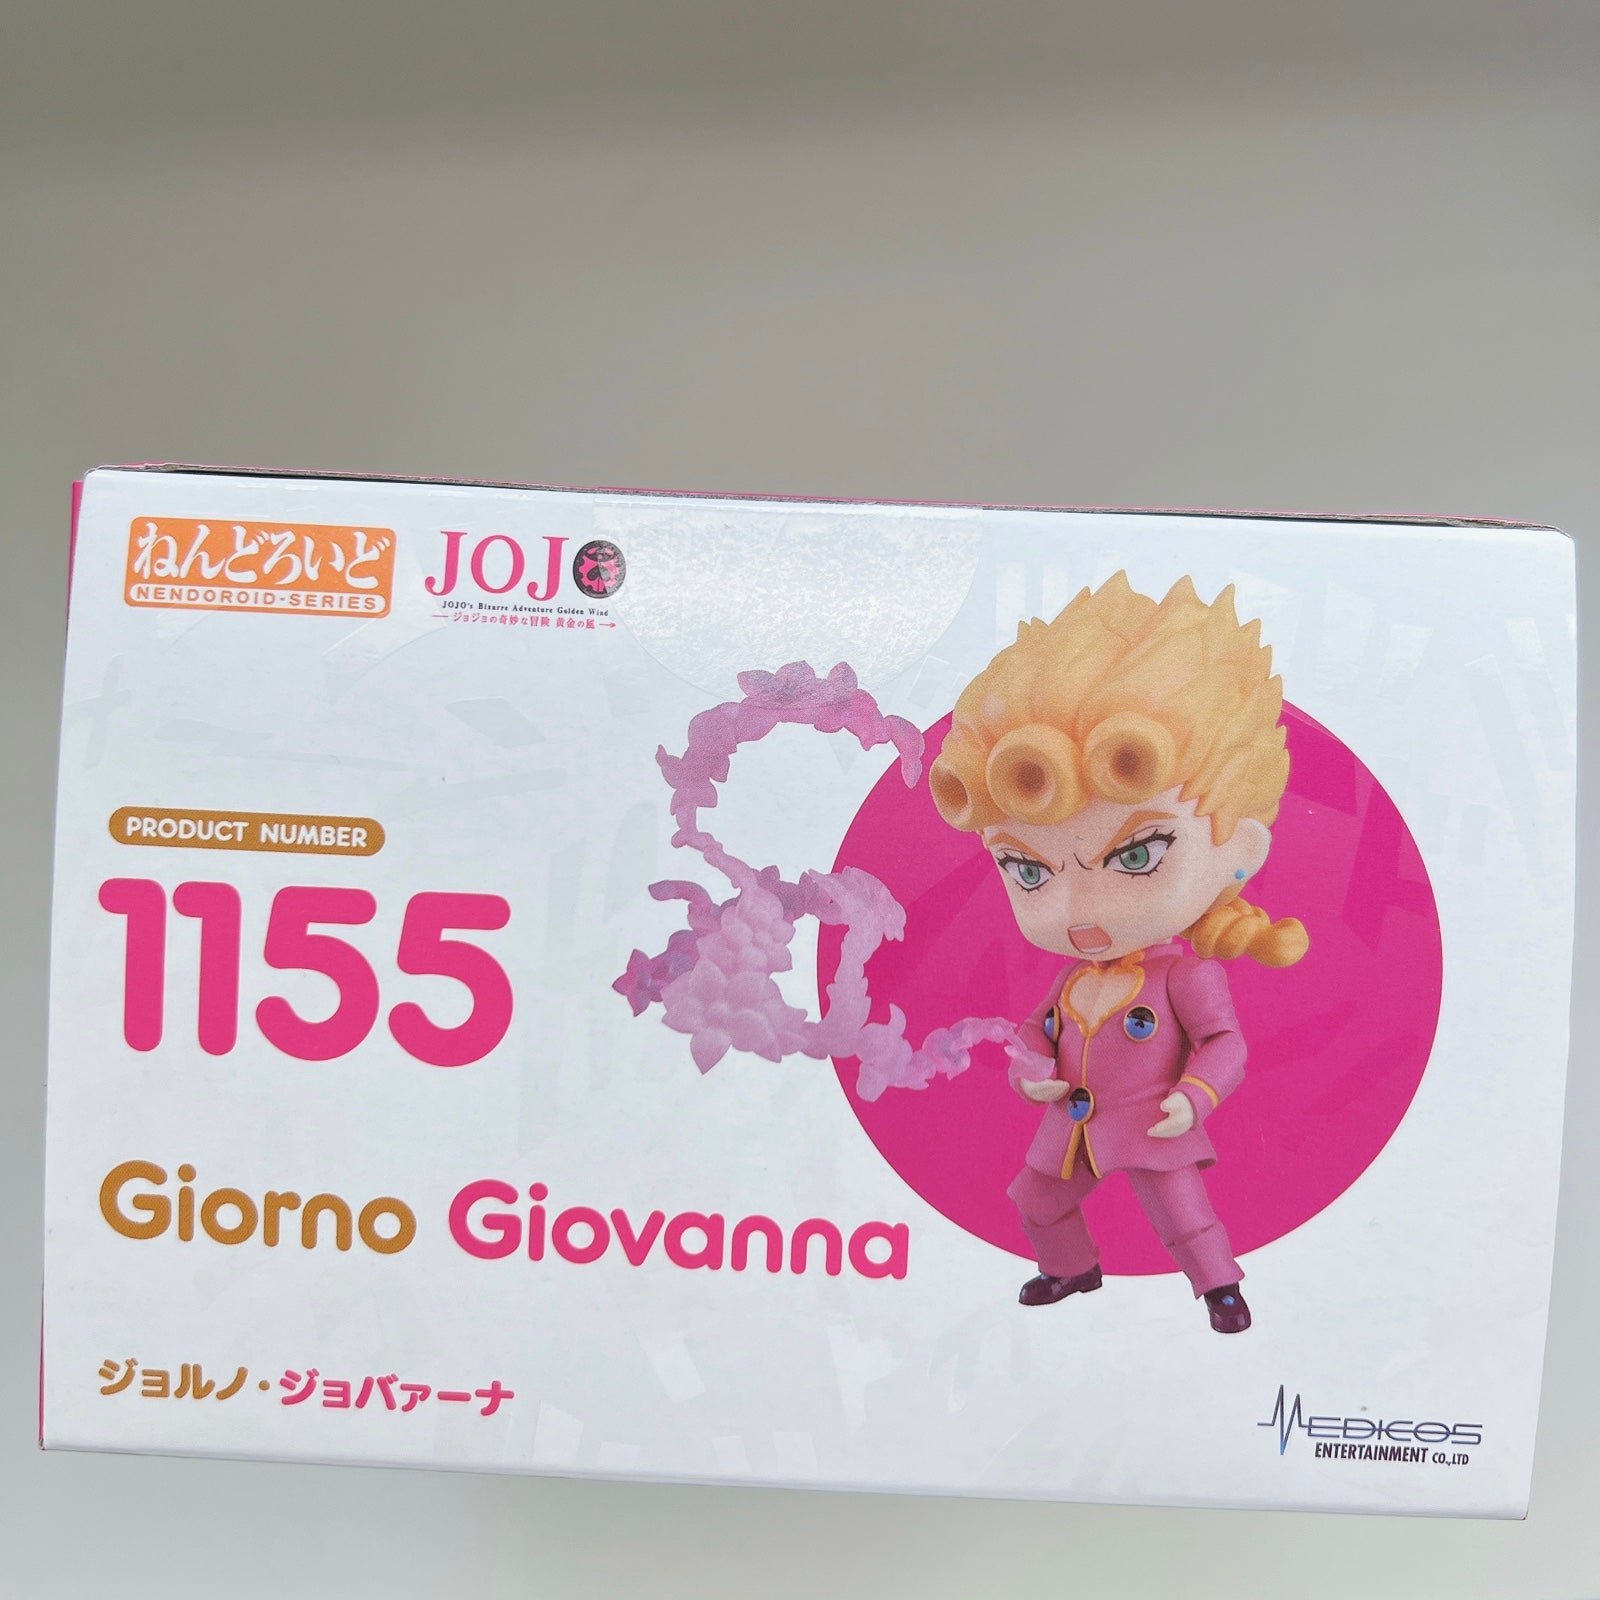 ねんどろいど
NENDOROID-SERIES
JOJO
JOJO's Bizarre Adventure Golden Wind
ジョジョの奇妙な冒険 黄金の風
PRODUCT NUMBER
1155
Giorno Giovanna
ジョルノ・ジョバァーナ
MEDICOS
ENTERTAINMENT CO.,LTD